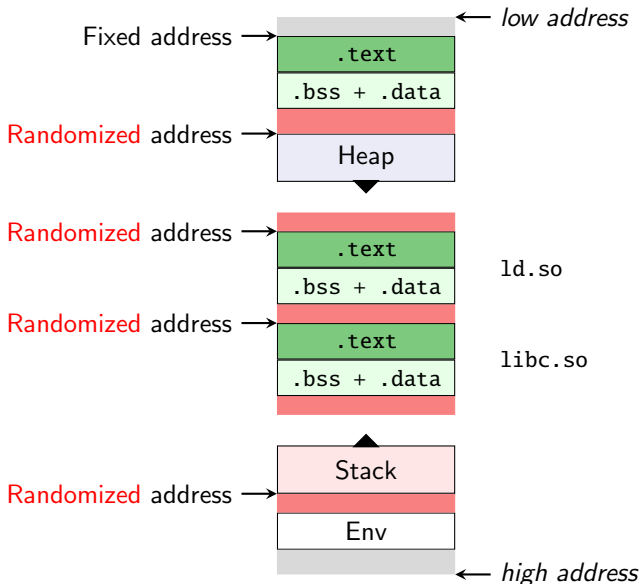 low address
Fixed address
.text
.bss + .data
Randomized address
Heap
Randomized address
.text
ld.so
.bss + .data
Randomized address
.text
libc.so
.bss + .data
Stack
Randomized address
Env
high address